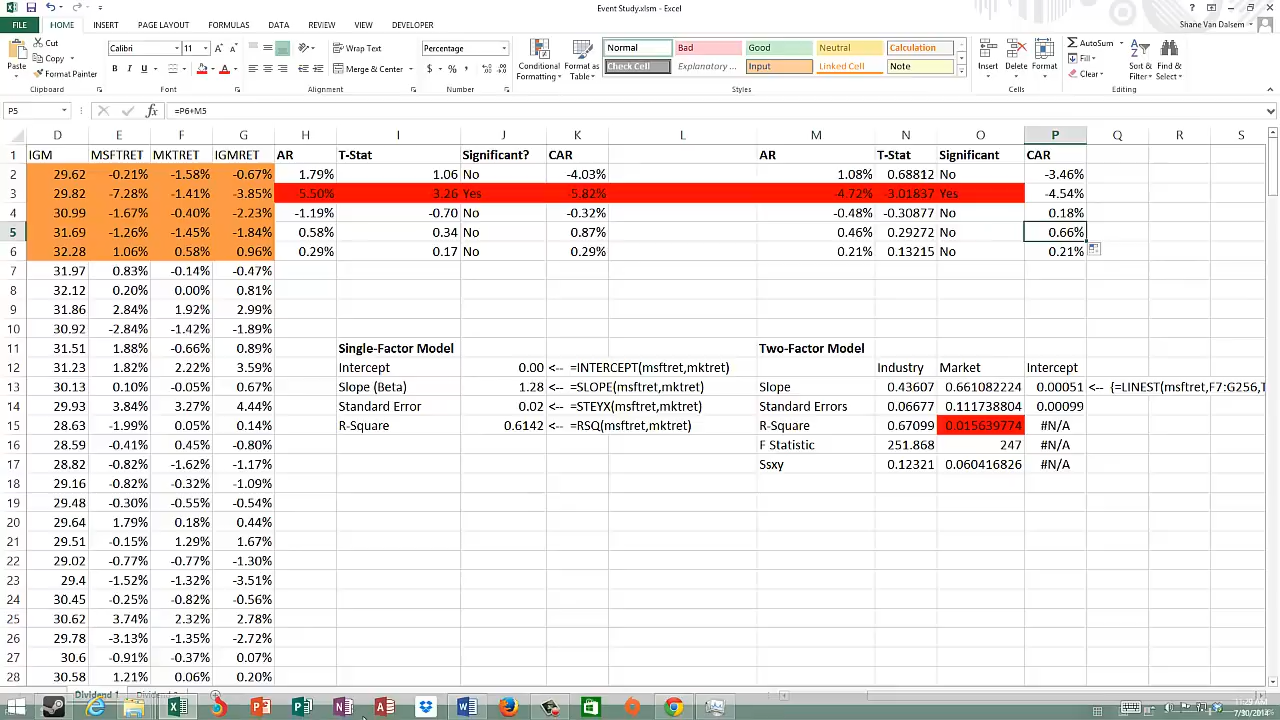 Event Study.xlsm - Excel
FILE HOME INSERT PAGE LAYOUT FORMULAS DATA REVIEW VIEW DEVELOPER Shane Van Dalsem
Paste Cut Copy Format Painter Clipboard
Calibri 11 B I U Font
Wrap Text Merge & Center Alignment
Percentage $ % , Number
Conditional Formatting Format as Table
Normal Bad Good Neutral Calculation
Check Cell Explanatory ... Input Linked Cell Note
Styles
Insert Delete Format Cells
AutoSum Fill Clear Sort & Filter Find & Select Editing
P5 fx =P6+M5
D E F G H I J K L M N O P Q R S
1 IGM MSFTRET MKTRET IGMRET AR T-Stat Significant? CAR AR T-Stat Significant CAR
2 29.62 -0.21% -1.58% -0.67% 1.79% 1.06 No -4.03% 1.08% 0.68812 No -3.46%
3 29.82 -7.28% -1.41% -3.85% -5.50% -3.26 Yes -5.82% -4.72% -3.01837 Yes -4.54%
4 30.99 -1.67% -0.40% -2.23% -1.19% -0.70 No -0.32% -0.48% -0.30877 No 0.18%
5 31.69 -1.26% -1.45% -1.84% 0.58% 0.34 No 0.87% 0.46% 0.29272 No 0.66%
6 32.28 1.06% 0.58% 0.96% 0.29% 0.17 No 0.29% 0.21% 0.13215 No 0.21%
7 31.97 0.83% -0.14% -0.47%
8 32.12 0.20% 0.00% 0.81%
9 31.86 2.84% 1.92% 2.99%
10 30.92 -2.84% -1.42% -1.89%
11 31.51 1.88% -0.66% 0.89% Single-Factor Model Two-Factor Model
12 31.23 1.82% 2.22% 3.59% Intercept 0.00 <-- =INTERCEPT(msftret,mktret) Industry Market Intercept
13 30.13 0.10% -0.05% 0.67% Slope (Beta) 1.28 <-- =SLOPE(msftret,mktret) Slope 0.43607 0.661082224 0.00051 <-- {=LINEST(msftret,F7:G256,T
14 29.93 3.84% 3.27% 4.44% Standard Error 0.02 <-- =STEYX(msftret,mktret) Standard Errors 0.06677 0.111738804 0.00099
15 28.63 -1.99% 0.05% 0.14% R-Square 0.6142 <-- =RSQ(msftret,mktret) R-Square 0.67099 0.015639774 #N/A
16 28.59 -0.41% 0.45% -0.80% F Statistic 251.868 247 #N/A
17 28.82 -0.82% -1.62% -1.17% Ssxy 0.12321 0.060416826 #N/A
18 29.16 -0.82% -0.32% -1.09%
19 29.48 -0.30% -0.55% -0.54%
20 29.64 1.79% 0.18% 0.44%
21 29.51 -0.15% 1.29% 1.67%
22 29.02 -0.77% -0.77% -1.30%
23 29.4 -1.52% -1.32% -3.51%
24 30.45 -0.25% -0.82% -0.56%
25 30.62 3.74% 2.32% 2.78%
26 29.78 -3.13% -1.35% -2.72%
27 30.6 -0.91% -0.37% 0.07%
28 30.58 1.21% 0.06% 0.20%
Dividend 1
11:29 AM
7/30/2014